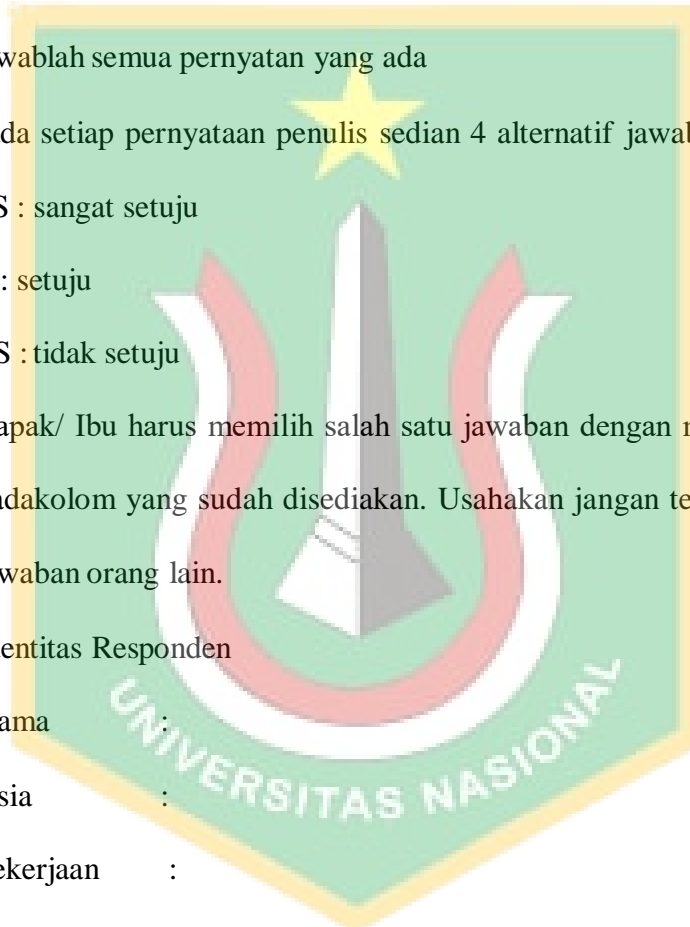 wablah semua pernyatan yang ada
da setiap pernyataan penulis sedian 4 alternatif jawab
S : sangat setuju
: setuju
S : tidak setuju
apak/ Ibu harus memilih salah satu jawaban dengan
adakolom yang sudah disediakan. Usahakan jangan te
waban orang lain.
entitas Responden
ama :
sia :
ekerjaan :
UNIVERSITAS NASIONAL